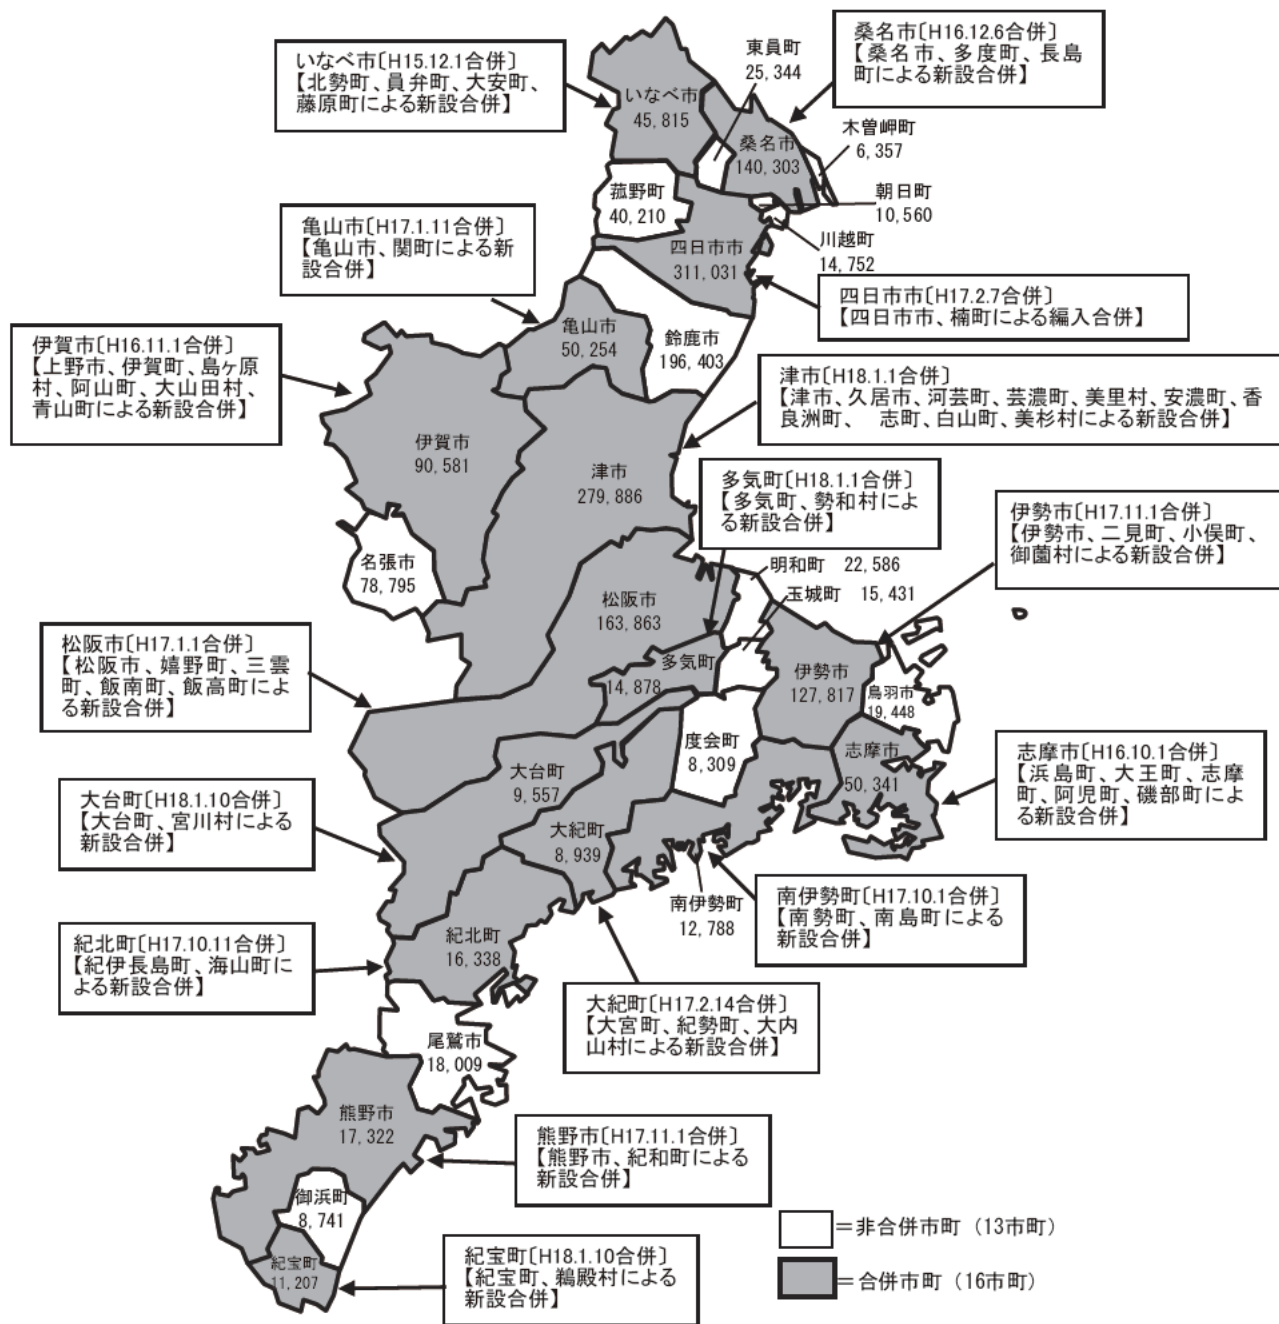 いなべ市〔H15.12.1合併〕
【北勢町、員弁町、大安町、
藤原町による新設合併】
東員町
25,344
桑名市〔H16.12.6合併〕
【桑名市、多度町、長島
町による新設合併】
いなべ市
45,815
桑名市
140,303
木曽岬町
6,357
菰野町
40,210
朝日町
10,560
川越町
14,752
亀山市〔H17.1.11合併〕
【亀山市、関町による新
設合併】
四日市市
311,031
四日市市〔H17.2.7合併〕
【四日市市、楠町による編入合併】
亀山市
50,254
鈴鹿市
196,403
伊賀市〔H16.11.1合併〕
【上野市、伊賀町、島ヶ原
村、阿山町、大山田村、
青山町による新設合併】
津市〔H18.1.1合併〕
【津市、久居市、河芸町、芸濃町、美里村、安濃町、香
良洲町、　志町、白山町、美杉村による新設合併】
伊賀市
90,581
津市
279,886
多気町〔H18.1.1合併〕
【多気町、勢和村によ
る新設合併】
伊勢市〔H17.11.1合併〕
【伊勢市、二見町、小俣町、
御薗村による新設合併】
名張市
78,795
明和町　22,586
玉城町　15,431
松阪市
163,863
松阪市〔H17.1.1合併〕
【松阪市、嬉野町、三雲
町、飯南町、飯高町によ
る新設合併】
多気町
14,878
伊勢市
127,817
鳥羽市
19,448
度会町
8,309
志摩市
50,341
志摩市〔H16.10.1合併〕
【浜島町、大王町、志摩
町、阿児町、磯部町によ
る新設合併】
大台町
9,557
大台町〔H18.1.10合併〕
【大台町、宮川村による
新設合併】
大紀町
8,939
南伊勢町
12,788
南伊勢町〔H17.10.1合併〕
【南勢町、南島町による
新設合併】
紀北町
16,338
紀北町〔H17.10.11合併〕
【紀伊長島町、海山町に
よる新設合併】
大紀町〔H17.2.14合併〕
【大宮町、紀勢町、大内
山村による新設合併】
尾鷲市
18,009
熊野市
17,322
熊野市〔H17.11.1合併〕
【熊野市、紀和町による
新設合併】
御浜町
8,741
紀宝町
11,207
紀宝町〔H18.1.10合併〕
【紀宝町、鵜殿村による
新設合併】
＝非合併市町（13市町）
＝合併市町（16市町）